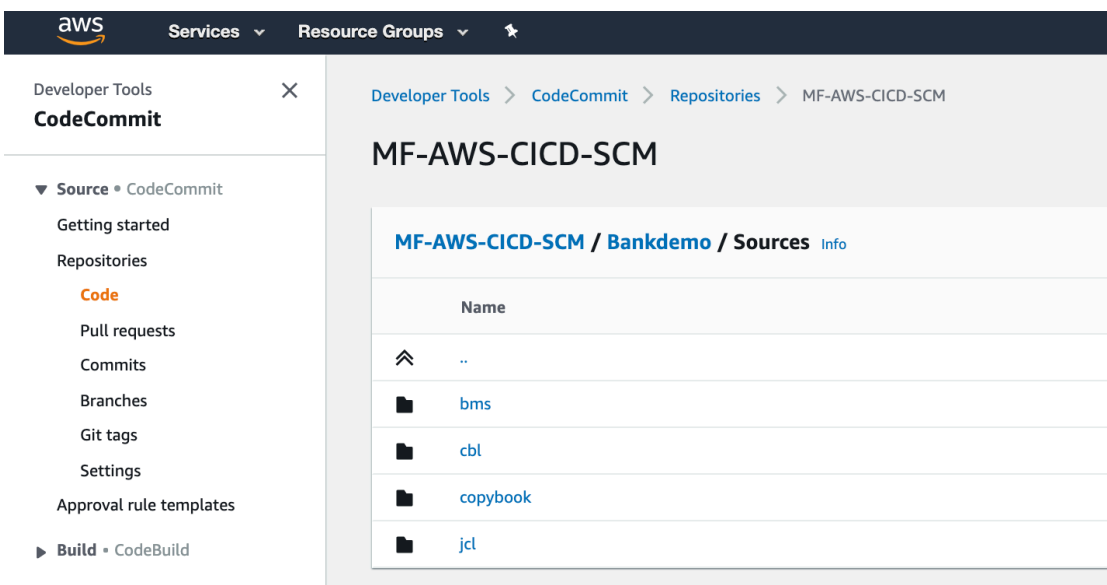 aws Services Resource Groups
Developer Tools
CodeCommit
Source • CodeCommit
Getting started
Repositories
Code
Pull requests
Commits
Branches
Git tags
Settings
Approval rule templates
Build • CodeBuild
Developer Tools > CodeCommit > Repositories > MF-AWS-CICD-SCM
MF-AWS-CICD-SCM
MF-AWS-CICD-SCM / Bankdemo / Sources Info
Name
..
bms
cbl
copybook
jcl